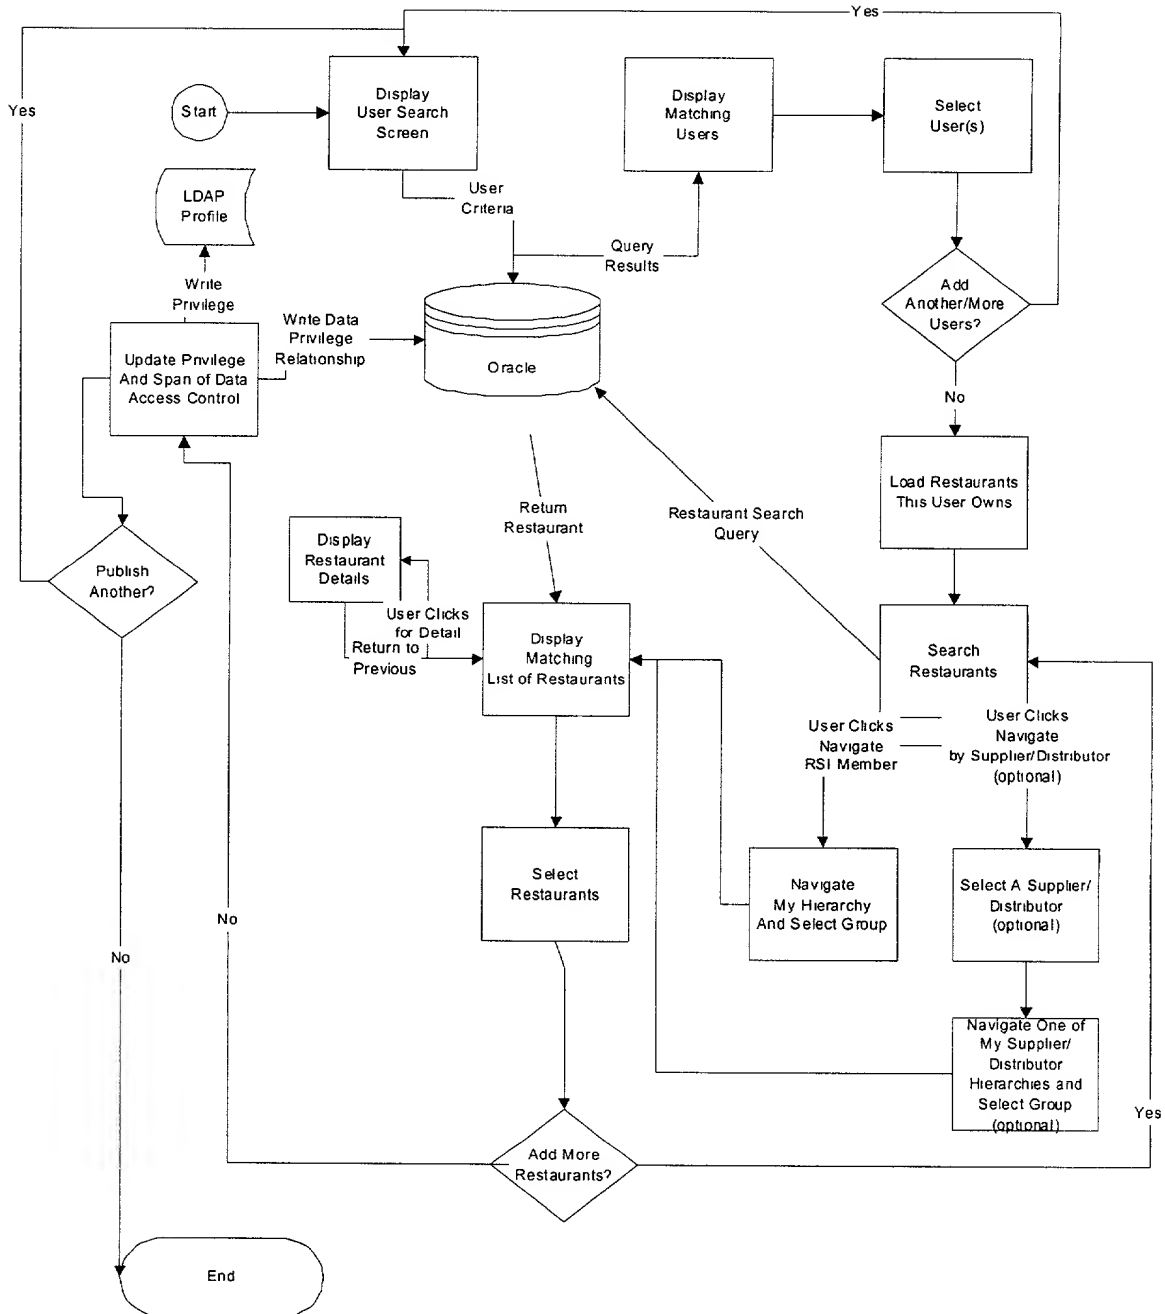 Yes
Yes
Start
Display
User Search
Screen
Display
Matching
Users
Select
User(s)
LDAP
Profile
User
Criteria
Query
Results
Write
Privilege
Add
Another/More
Users?
Write Data
Privilege
Relationship
Update Privilege
And Span of Data
Access Control
Oracle
No
Load Restaurants
This User Owns
Return
Restaurant
Restaurant Search
Query
Display
Restaurant
Details
Publish
Another?
User Clicks
for Detail
Return to
Previous
Display
Matching
List of Restaurants
Search
Restaurants
User Clicks
Navigate
RSI Member
User Clicks
Navigate
by Supplier/Distributor
(optional)
Select
Restaurants
Navigate
My Hierarchy
And Select Group
Select A Supplier/
Distributor
(optional)
No
No
Navigate One of
My Supplier/
Distributor
Hierarchies and
Select Group
(optional)
Yes
Add More
Restaurants?
End